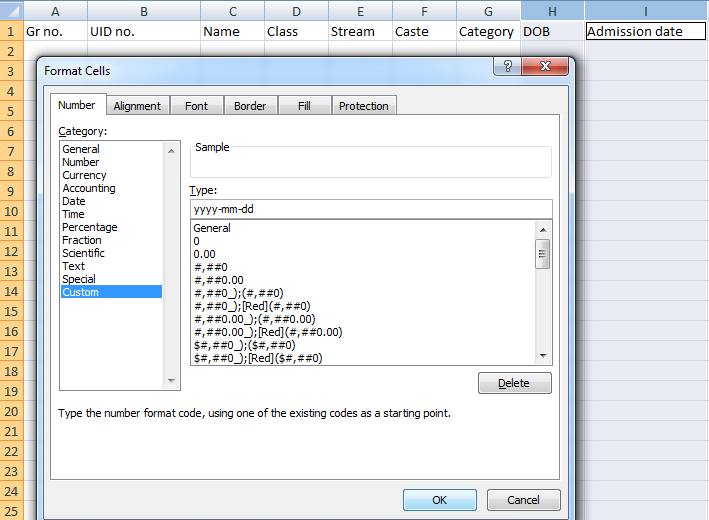 A B C D E F G H I
1 Gr no. UID no. Name Class Stream Caste Category DOB Admission date
2
3
4
5
6
7
8
9
10
11
12
13
14
15
16
17
18
19
20
21
22
23
24
25
Format Cells
Number Alignment Font Border Fill Protection
Category:
General
Number
Currency
Accounting
Date
Time
Percentage
Fraction
Scientific
Text
Special
Custom
Sample
Type:
yyyy-mm-dd
General
0
0.00
#,##0
#,##0.00
#,##0_);(#,##0)
#,##0_);[Red](#,##0)
#,##0.00_);(#,##0.00)
#,##0.00_);[Red](#,##0.00)
$#,##0_);($#,##0)
$#,##0_);[Red]($#,##0)
Delete
Type the number format code, using one of the existing codes as a starting point.
OK Cancel